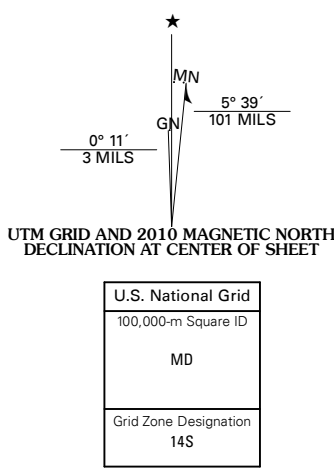 MN
5° 39´
101 MILS
GN
0° 11´
3 MILS
UTM GRID AND 2010 MAGNETIC NORTH
DECLINATION AT CENTER OF SHEET
U.S. National Grid
100,000-m Square ID
MD
Grid Zone Designation
14S